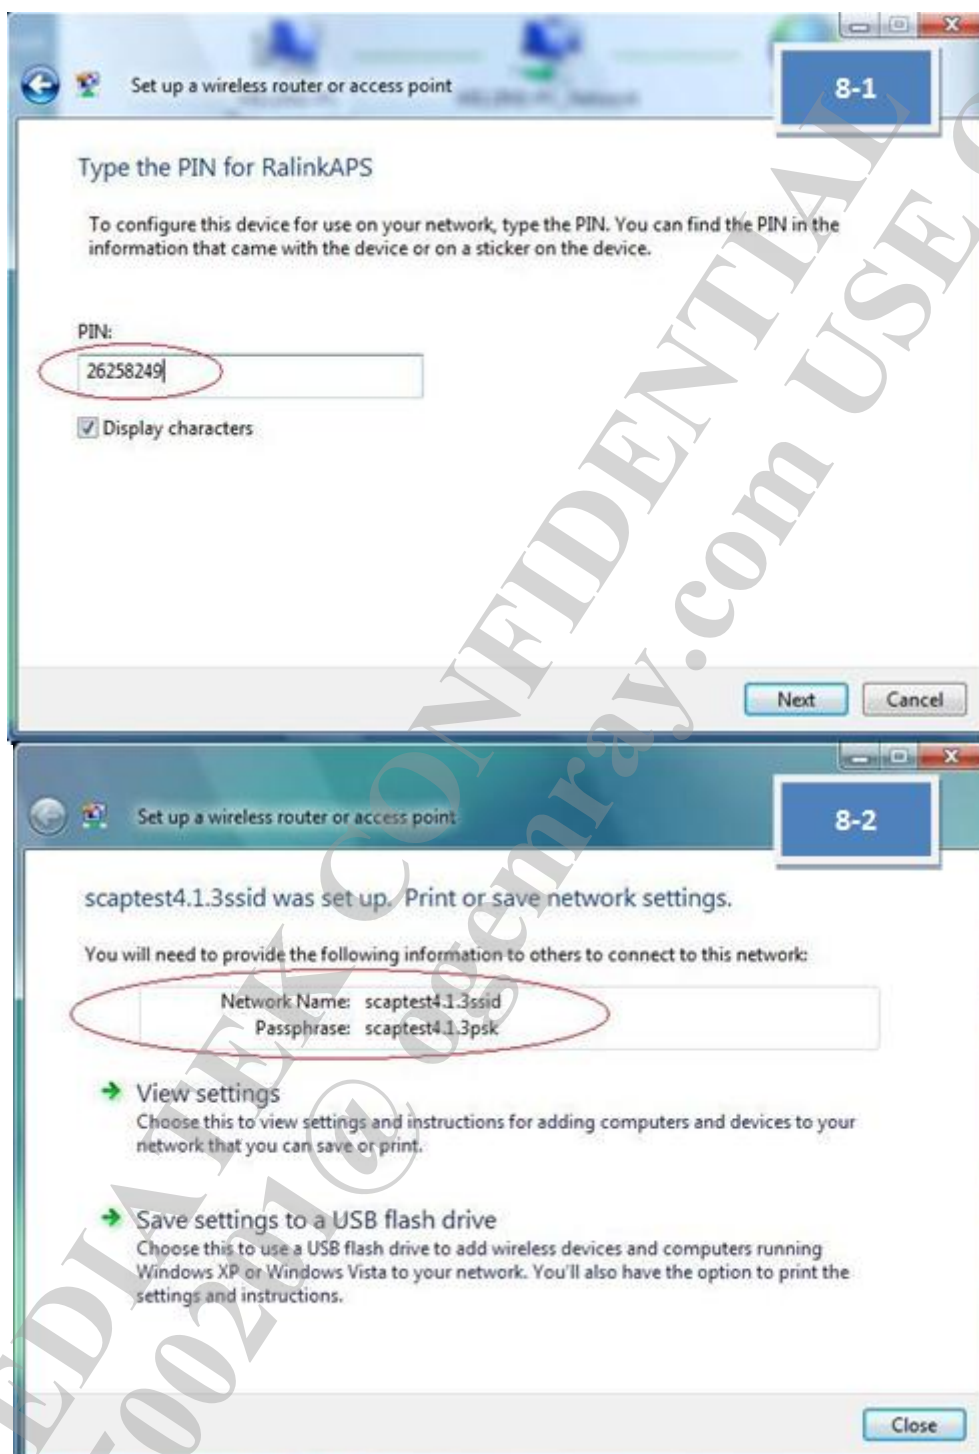 Set up a wireless router or access point
8-1
Type the PIN for RalinkAPS
To configure this device for use on your network, type the PIN. You can find the PIN in the
information that came with the device or on a sticker on the device.
PIN:
26258249
Display characters
Next Cancel
Set up a wireless router or access point
8-2
scaptest4.1.3ssid was set up. Print or save network settings.
You will need to provide the following information to others to connect to this network:
Network Name: scaptest4.1.3ssid
Passphrase: scaptest4.1.3psk
View settings
Choose this to view settings and instructions for adding computers and devices to your
network that you can save or print.
Save settings to a USB flash drive
Choose this to use a USB flash drive to add wireless devices and computers running
Windows XP or Windows Vista to your network. You'll also have the option to print the
settings and instructions.
Close
EDIATEK CONFIDENTIAL
@ogemray.com USE